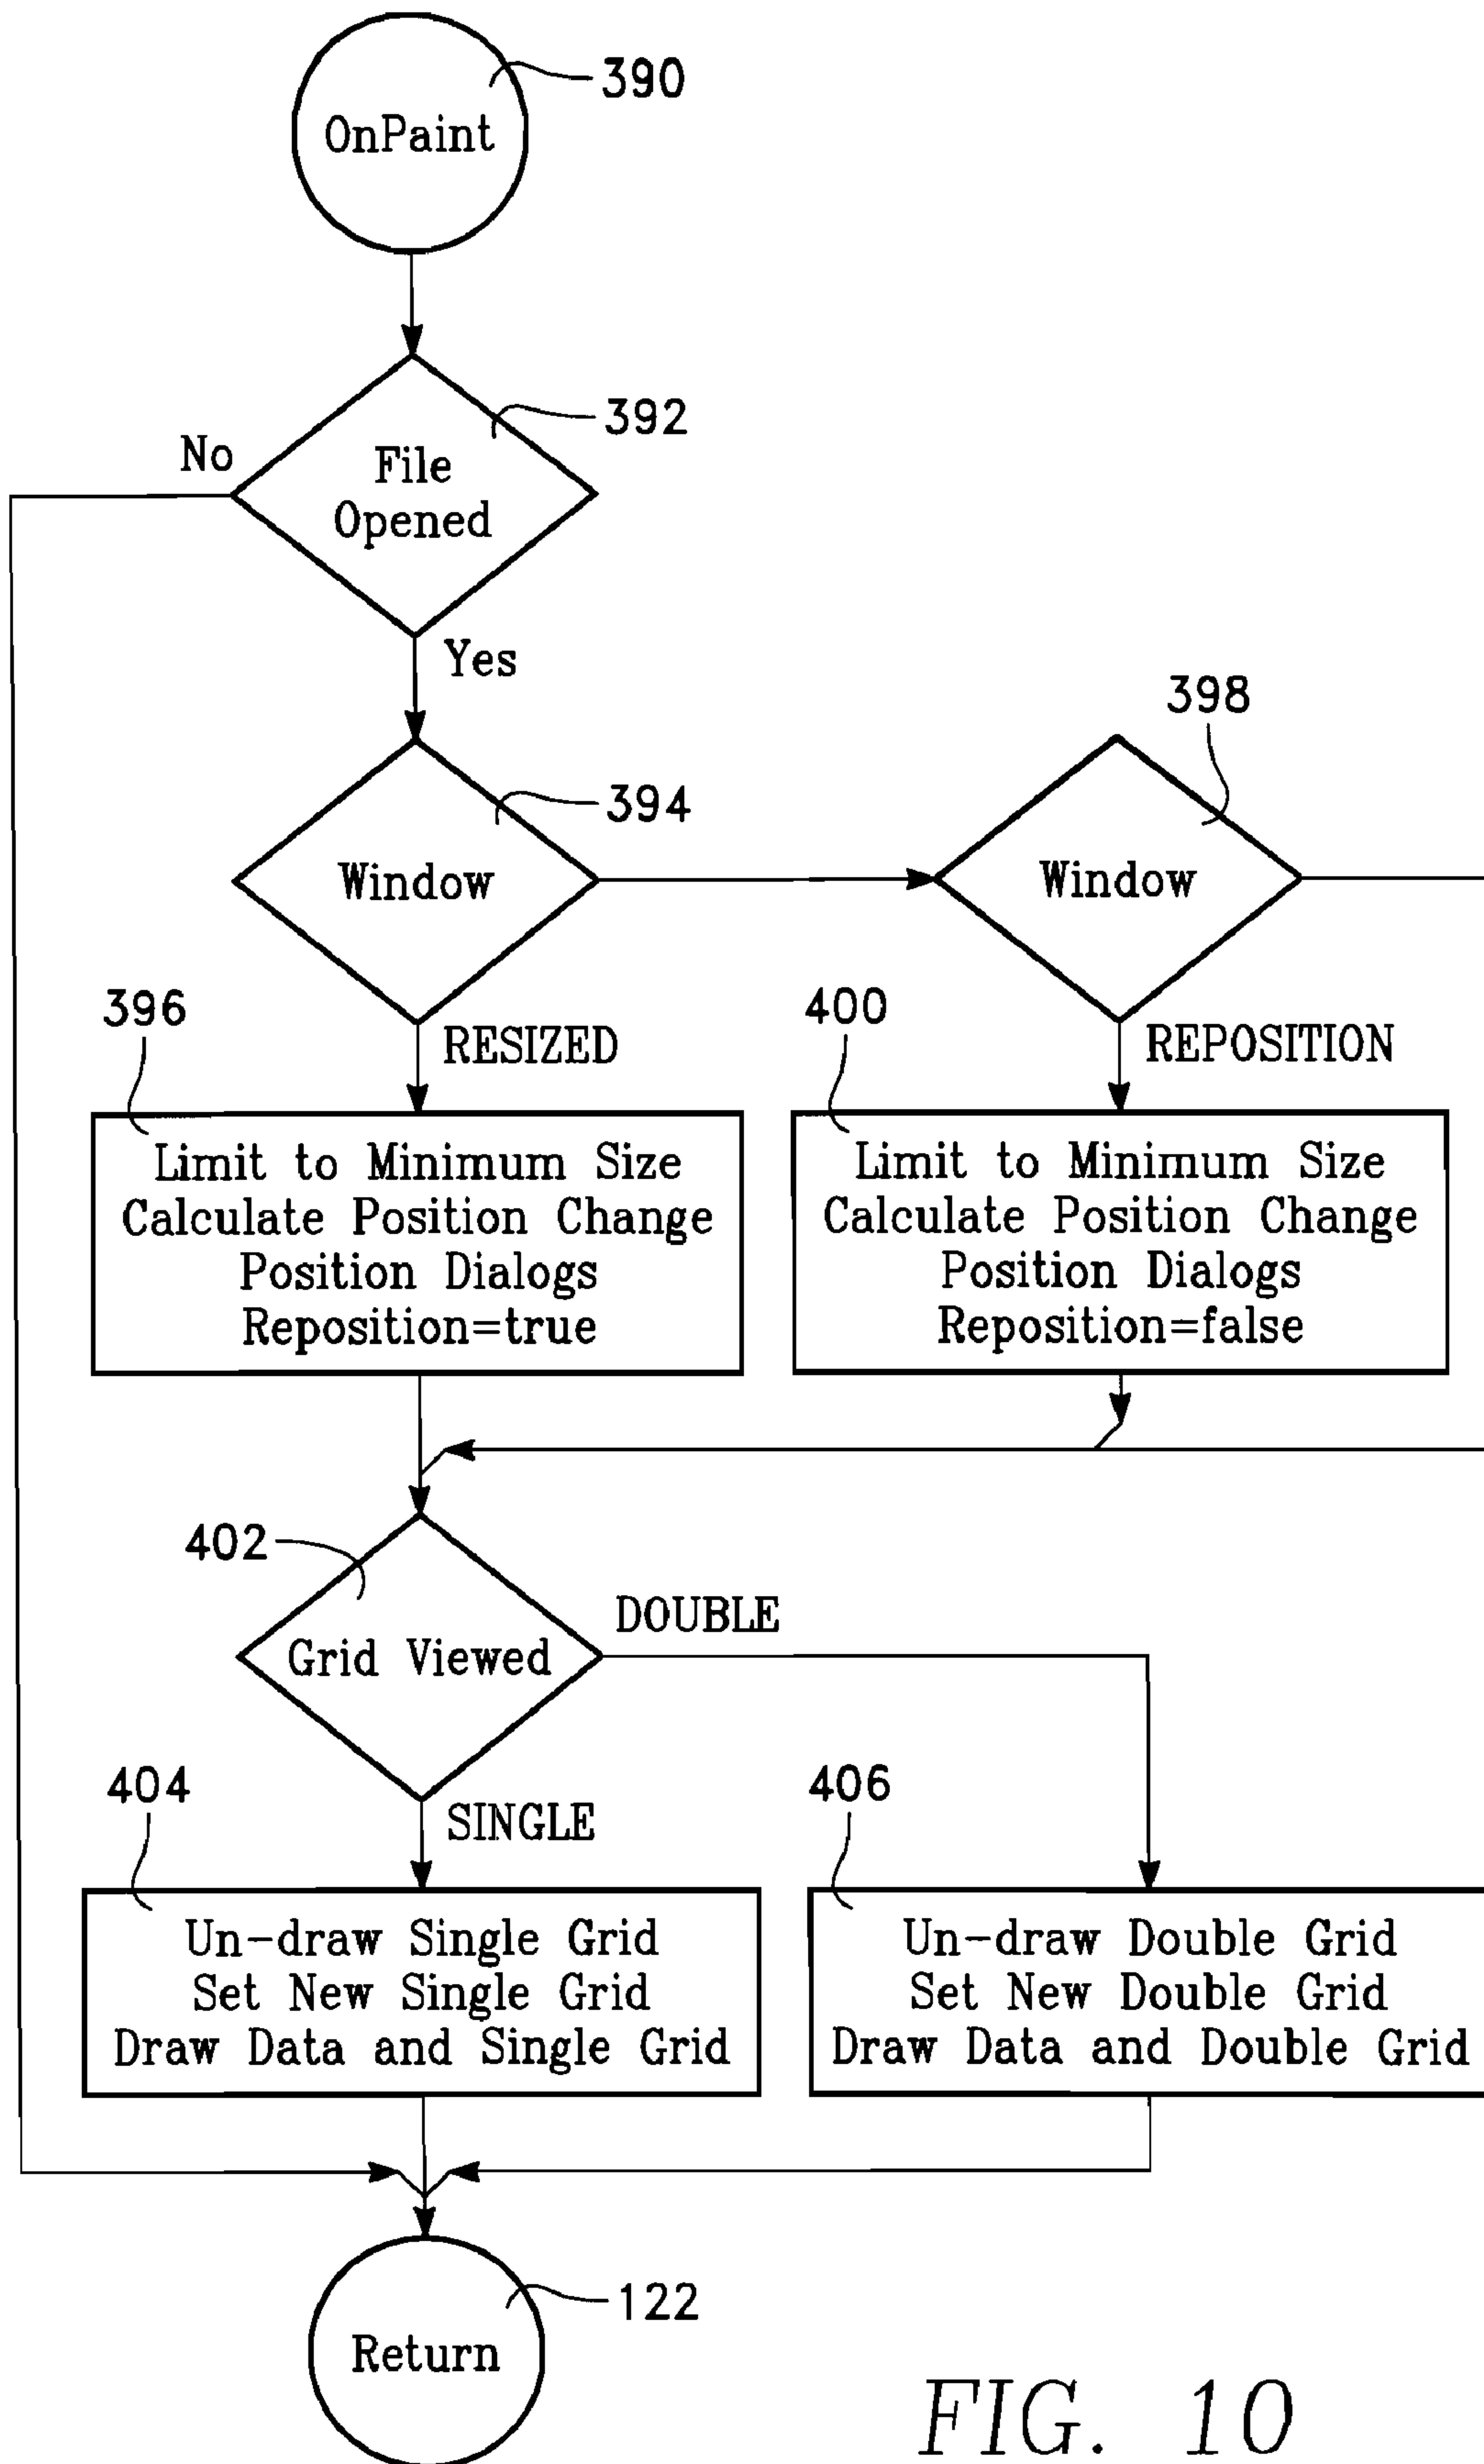 390
OnPaint
392
No
File
Opened
Yes
398
394
Window
Window
396
400
RESIZED
REPOSITION
Limit to Minimum Size
Calculate Position Change
Position Dialogs
Reposition=true
Limit to Minimum Size
Calculate Position Change
Position Dialogs
Reposition=false
402
DOUBLE
Grid Viewed
404
406
SINGLE
Un-draw Single Grid
Set New Single Grid
Draw Data and Single Grid
Un-draw Double Grid
Set New Double Grid
Draw Data and Double Grid
122
Return
FIG. 10